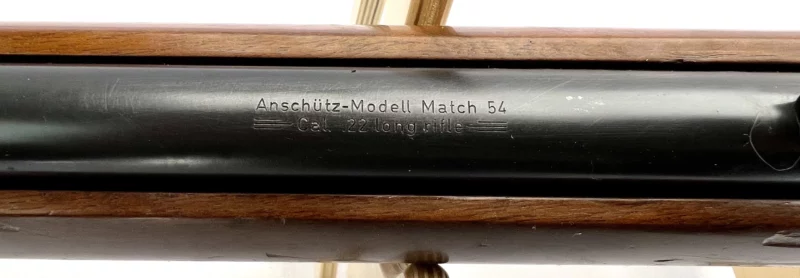 Anschütz-Modell Match 54
Cal. .22 long rifle